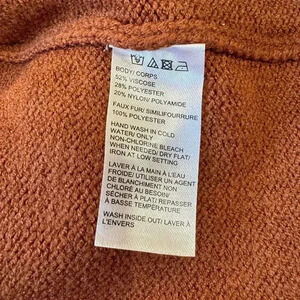 BODY/ CORPS
52% VISCOSE
28% POLYESTER
20% NYLON/ POLYAMIDE
FAUX FUR/ SIMILIFOURRURE
100% POLYESTER
HAND WASH IN COLD
WATER/ ONLY
NON-CHLORINE BLEACH
WHEN NEEDED/ DRY FLAT/
IRON AT LOW SETTING
LAVER À LA MAIN À L'EAU
FROIDE/ UTILISER UN AGENT
DE BLANCHIMENT NON
CHLORÉ AU BESOIN/
SÉCHER À PLAT/ REPASSER
À BASSE TEMPÉRATURE
WASH INSIDE OUT/ LAVER À
L'ENVERS